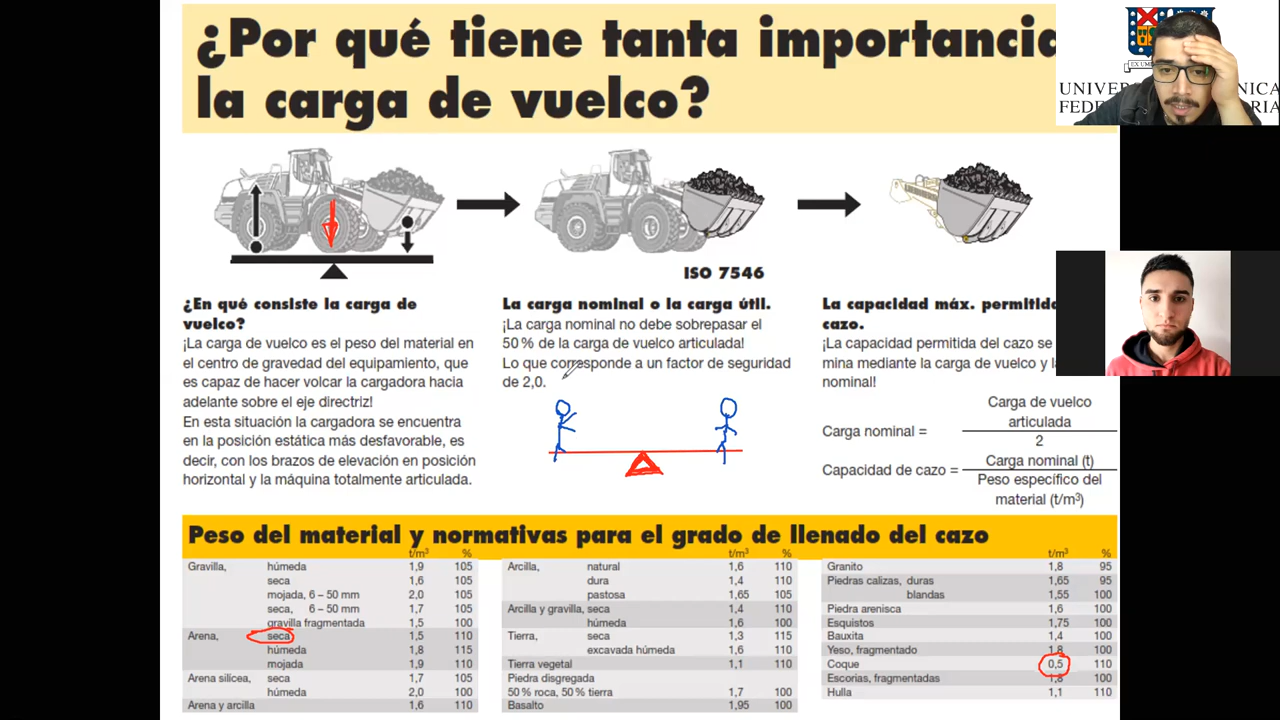 ¿Por qué tiene tanta importancia
la carga de vuelco?
ISO 7546
¿En qué consiste la carga de
vuelco?
¡La carga de vuelco es el peso del material en
el centro de gravedad del equipamiento, que
es capaz de hacer volcar la cargadora hacia
adelante sobre el eje directriz!
En esta situación la cargadora se encuentra
en la posición estática más desfavorable, es
decir, con los brazos de elevación en posición
horizontal y la máquina totalmente articulada.
La carga nominal o la carga útil.
¡La carga nominal no debe sobrepasar el
50 % de la carga de vuelco articulada!
Lo que corresponde a un factor de seguridad
de 2,0.
La capacidad máx. permitida
cazo.
¡La capacidad permitida del cazo se
mina mediante la carga de vuelco y
nominal!
Carga nominal = Carga de vuelco
articulada
2
Capacidad de cazo = Carga nominal (t)
Peso específico del
material (t/m³)
Peso del material y normativas para el grado de llenado del cazo
t/m³ %
Gravilla, húmeda 1,9 105
seca 1,6 105
mojada, 6 – 50 mm 2,0 105
seca, 6 – 50 mm 1,7 105
gravilla fragmentada 1,5 100
Arena, seca 1,5 110
húmeda 1,8 115
mojada 1,9 110
Arena silícea, seca 1,7 105
húmeda 2,0 100
Arena y arcilla 1,6 110
t/m³ %
Arcilla, natural 1,6 110
dura 1,4 110
pastosa 1,65 105
Arcilla y gravilla, seca 1,4 110
húmeda 1,6 100
Tierra, seca 1,3 115
excavada húmeda 1,6 110
Tierra vegetal 1,1 110
Piedra disgregada
50 % roca, 50 % tierra 1,7 100
Basalto 1,95 100
t/m³ %
Granito 1,8 95
Piedras calizas, duras 1,65 95
blandas 1,55 100
Piedra arenisca 1,6 100
Esquistos 1,75 100
Bauxita 1,4 100
Yeso, fragmentado 1,8 100
Coque 0,5 110
Escorias, fragmentadas 1,8 100
Hulla 1,1 110